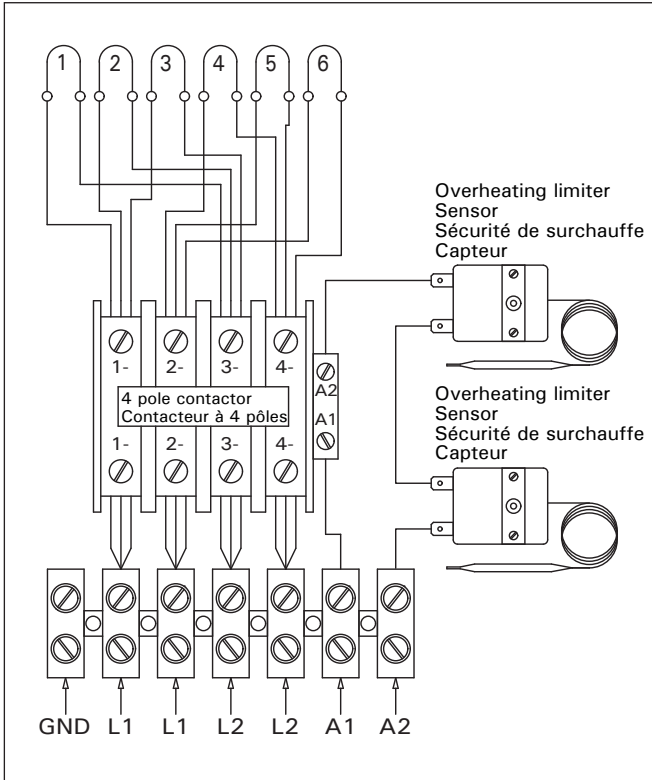 1 2 3 4 5 6
Overheating limiter
Sensor
Sécurité de surchauffe
Capteur
1- 2- 3- 4-
A2
4 pole contactor
Contacteur à 4 pôles
A1
1- 2- 3- 4-
Overheating limiter
Sensor
Sécurité de surchauffe
Capteur
GND L1 L1 L2 L2 A1 A2